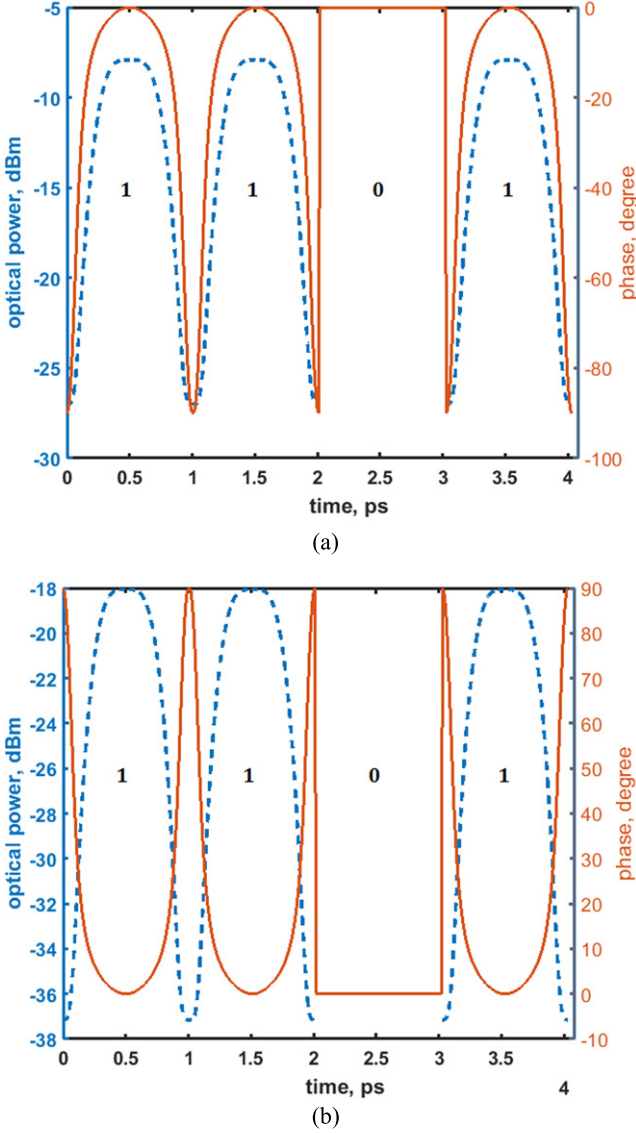 -5
-10
-15
-20
-25
-30
optical power, dBm
0
-20
-40
-60
-80
-100
phase, degree
1 1 0 1
0 0.5 1 1.5 2 2.5 3 3.5 4
time, ps
(a)
-18
-20
-22
-24
-26
-28
-30
-32
-34
-36
-38
optical power, dBm
90
80
70
60
50
40
30
20
10
0
-10
phase, degree
1 1 0 1
0 0.5 1 1.5 2 2.5 3 3.5 4
time, ps
(b)